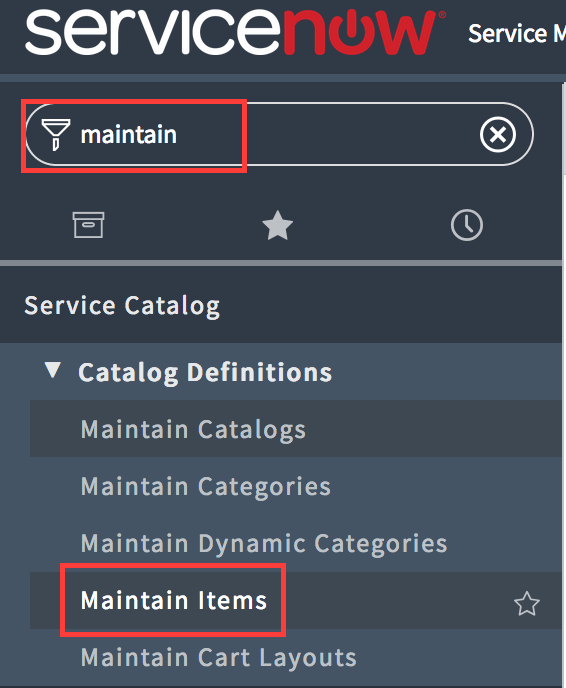 servicenow®
Service M
maintain
Service Catalog
Catalog Definitions
Maintain Catalogs
Maintain Categories
Maintain Dynamic Categories
Maintain Items
Maintain Cart Layouts